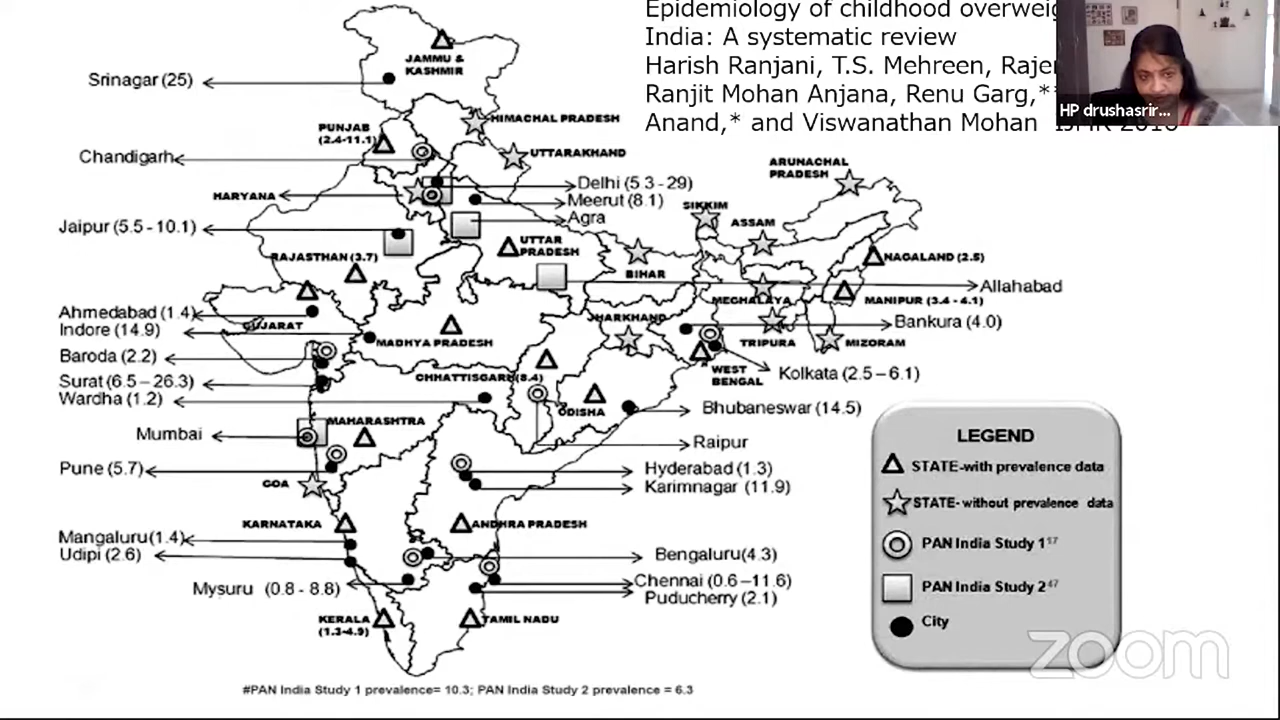 Epidemiology of childhood
India: A systematic review
Harish Ranjani, T.S. Mehreen,
Ranjit Mohan Anjana, Renu Garg,*
Anand,* and Viswanathan Mohan IJMR 2016
HP drushasrir...
JAMMU &
KASHMIR
Srinagar (25)
HIMACHAL PRADESH
PUNJAB
(2.4-11.1)
Chandigarh
UTTARAKHAND
ARUNACHAL
PRADESH
Delhi (5.3 - 29)
HARYANA
Meerut (8.1)
SIKKIM
Agra
ASSAM
Jaipur (5.5 - 10.1)
UTTAR
PRADESH
RAJASTHAN (3.7)
NAGALAND (2.5)
BIHAR
Allahabad
MEGHALAYA
MANIPUR (3.4 - 4.1)
Ahmedabad (1.4)
JHARKHAND
Bankura (4.0)
GUJARAT
Indore (14.9)
MADHYA PRADESH
TRIPURA
MIZORAM
Baroda (2.2)
WEST
BENGAL
Kolkata (2.5 – 6.1)
CHHATTISGARH(8.4)
Surat (6.5 – 26.3)
Wardha (1.2)
ODISHA
Bhubaneswar (14.5)
MAHARASHTRA
Mumbai
Raipur
Pune (5.7)
Hyderabad (1.3)
GOA
Karimnagar (11.9)
KARNATAKA
ANDHRA PRADESH
Mangaluru(1.4)
Udipi (2.6)
Bengaluru(4.3)
Mysuru (0.8 - 8.8)
Chennai (0.6 –11.6)
Puducherry (2.1)
KERALA
(1.3-4.9)
TAMIL NADU
LEGEND
STATE-with prevalence data
STATE- without prevalence data
PAN India Study 1⁵⁷
PAN India Study 2⁴⁷
City
zoom
#PAN India Study 1 prevalence= 10.3; PAN India Study 2 prevalence = 6.3